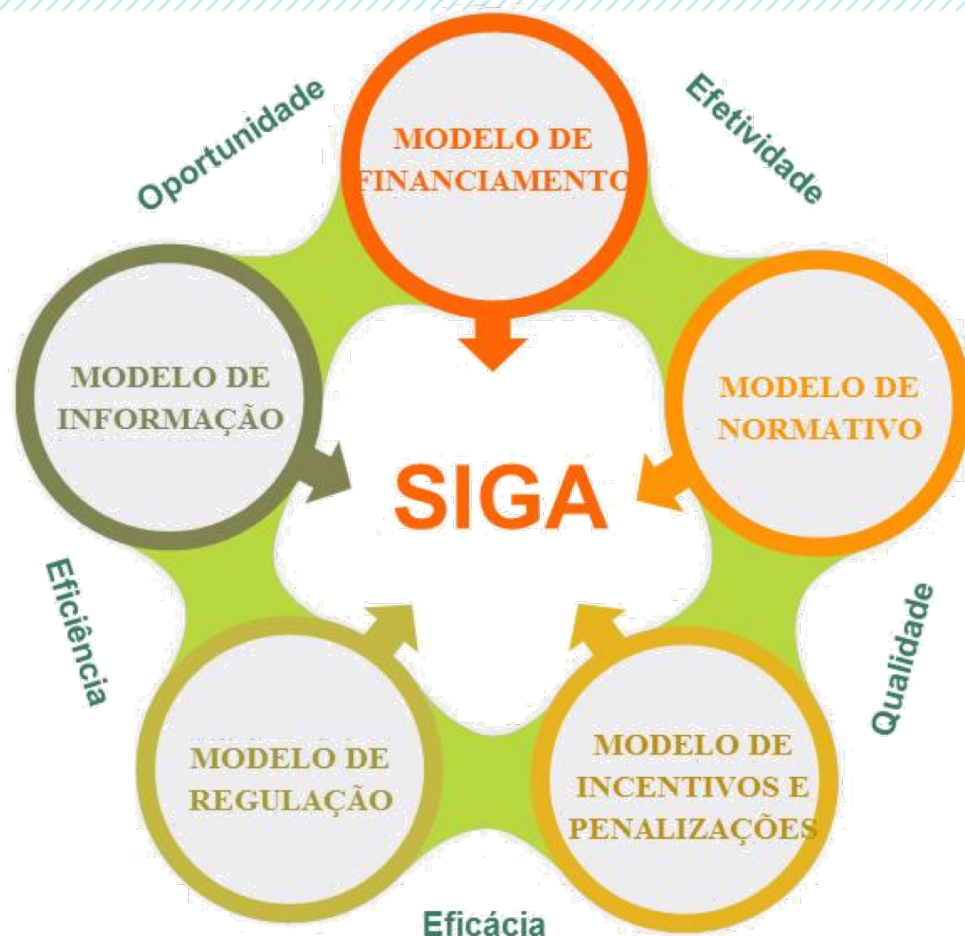 Oportunidade
Efetividade
MODELO DE
FINANCIAMENTO
MODELO DE
INFORMAÇÃO
MODELO DE
NORMATIVO
SIGA
Eficiência
Qualidade
MODELO DE
REGULAÇÃO
MODELO DE
INCENTIVOS E
PENALIZAÇÕES
Eficácia